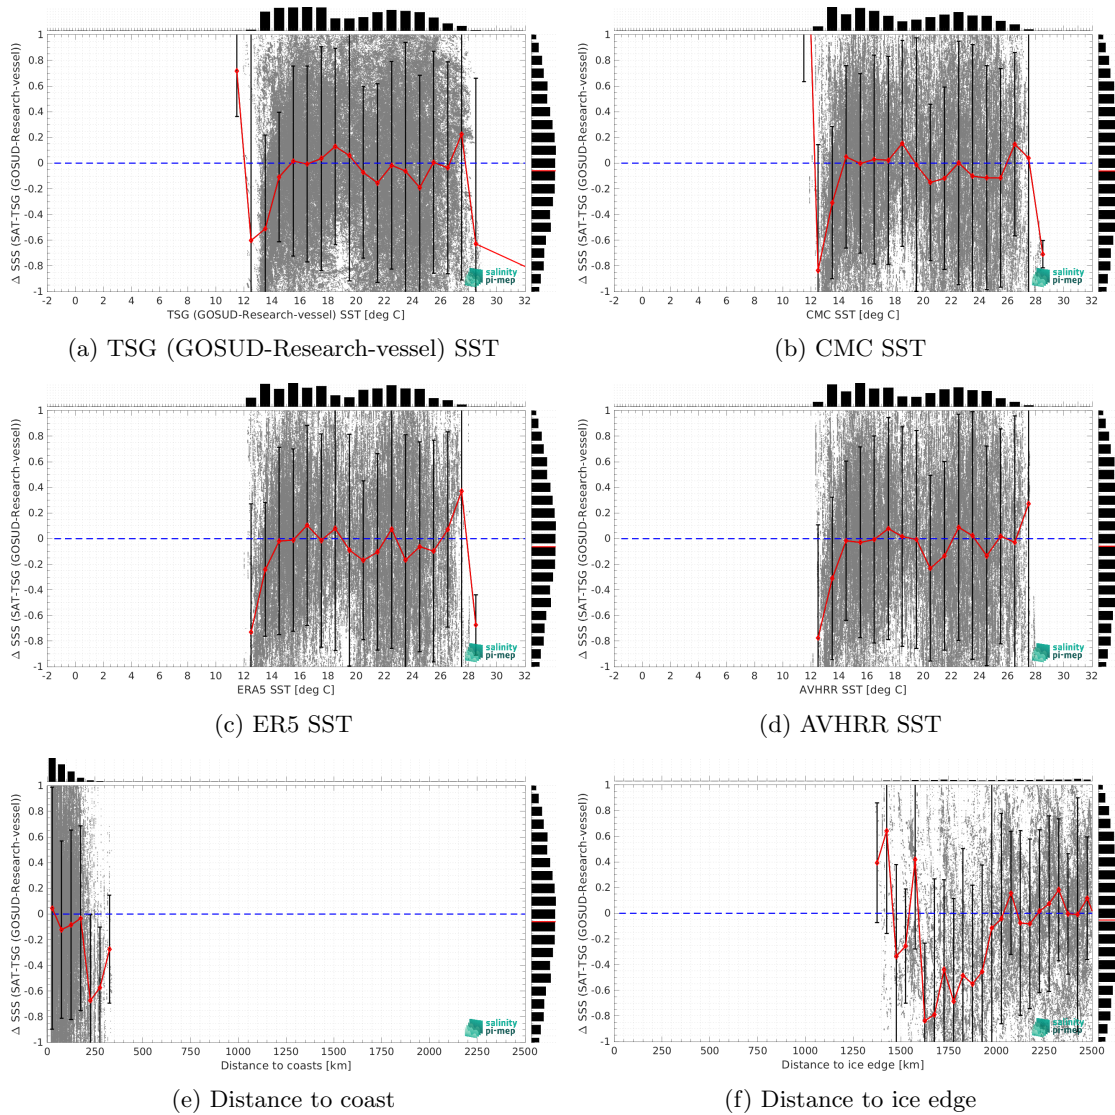 1
0.8
0.6
0.4
0.2
0
-0.2
-0.4
-0.6
-0.8
-1
Δ SSS (SAT-TSG (GOSUD-Research-vessel))
-2 0 2 4 6 8 10 12 14 16 18 20 22 24 26 28 30 32
TSG (GOSUD-Research-vessel) SST [deg C]
salinity
pi-mep
(a) TSG (GOSUD-Research-vessel) SST
1
0.8
0.6
0.4
0.2
0
-0.2
-0.4
-0.6
-0.8
-1
Δ SSS (SAT-TSG (GOSUD-Research-vessel))
-2 0 2 4 6 8 10 12 14 16 18 20 22 24 26 28 30 32
CMC SST [deg C]
salinity
pi-mep
(b) CMC SST
1
0.8
0.6
0.4
0.2
0
-0.2
-0.4
-0.6
-0.8
-1
Δ SSS (SAT-TSG (GOSUD-Research-vessel))
-2 0 2 4 6 8 10 12 14 16 18 20 22 24 26 28 30 32
ERA5 SST [deg C]
salinity
pi-mep
(c) ER5 SST
1
0.8
0.6
0.4
0.2
0
-0.2
-0.4
-0.6
-0.8
-1
Δ SSS (SAT-TSG (GOSUD-Research-vessel))
-2 0 2 4 6 8 10 12 14 16 18 20 22 24 26 28 30 32
AVHRR SST [deg C]
salinity
pi-mep
(d) AVHRR SST
1
0.8
0.6
0.4
0.2
0
-0.2
-0.4
-0.6
-0.8
-1
Δ SSS (SAT-TSG (GOSUD-Research-vessel))
0 250 500 750 1000 1250 1500 1750 2000 2250 2500
Distance to coasts [km]
salinity
pi-mep
(e) Distance to coast
1
0.8
0.6
0.4
0.2
0
-0.2
-0.4
-0.6
-0.8
-1
Δ SSS (SAT-TSG (GOSUD-Research-vessel))
0 250 500 750 1000 1250 1500 1750 2000 2250 2500
Distance to ice edge [km]
salinity
pi-mep
(f) Distance to ice edge